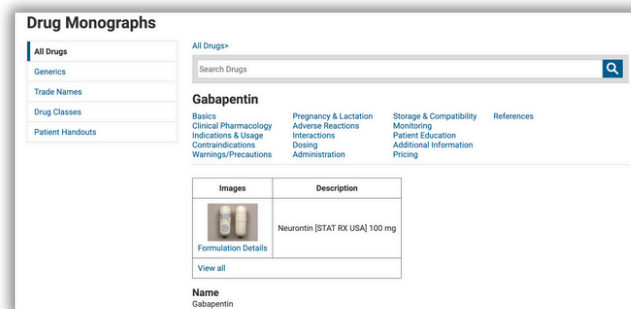 Drug Monographs
All Drugs
Generics
Trade Names
Drug Classes
Patient Handouts
All Drugs>
Search Drugs
Gabapentin
Basics
Clinical Pharmacology
Indications & Usage
Contraindications
Warnings/Precautions
Pregnancy & Lactation
Adverse Reactions
Interactions
Dosing
Administration
Storage & Compatibility
Monitoring
Patient Education
Additional Information
Pricing
References
Images Description
Neurontin [STAT RX USA] 100 mg
Formulation Details
View all
Name
Gabapentin